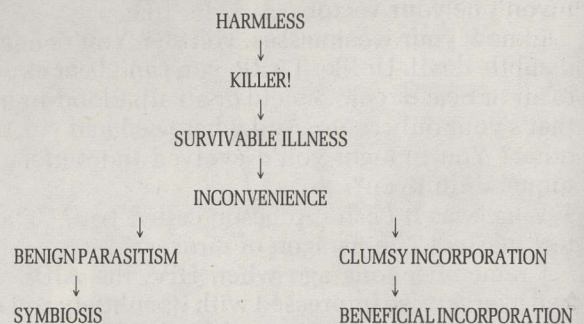 HARMLESS
KILLER!
SURVIVABLE ILLNESS
INCONVENIENCE
BENIGN PARASITISM CLUMSY INCORPORATION
SYMBIOSIS BENEFICIAL INCORPORATION